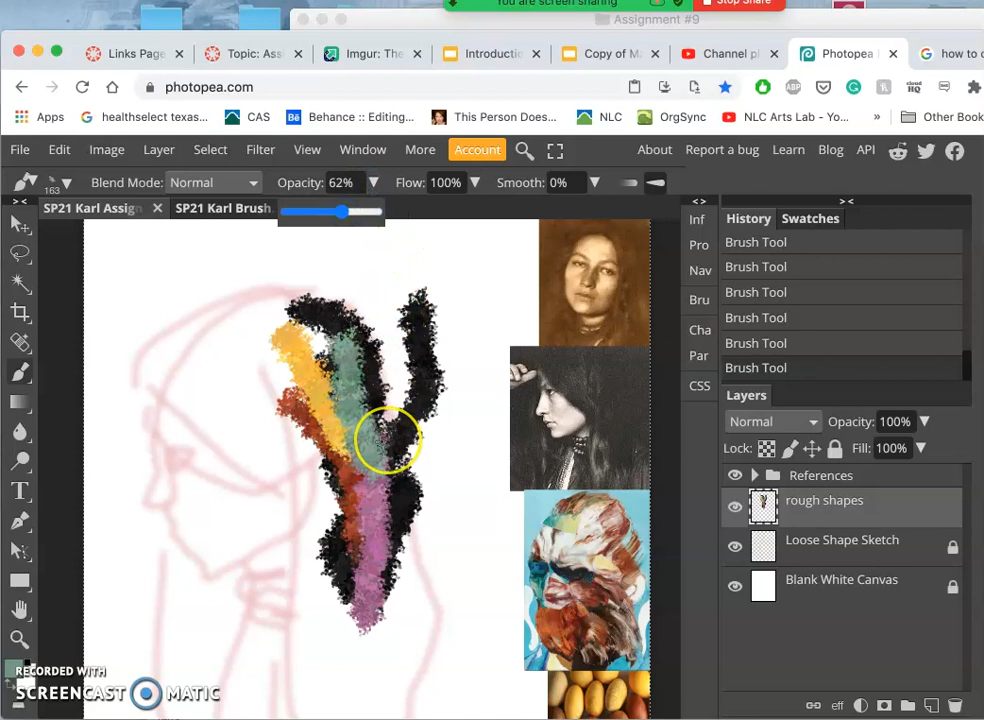 You are screen sharing Stop Share
Assignment #9
Links Page Topic: Ass Imgur: The Introductio Copy of Ma Channel pl Photopea how to c
photopea.com
Apps healthselect texas... CAS Behance :: Editing... This Person Does... NLC OrgSync NLC Arts Lab - Yo... » Other Book
File Edit Image Layer Select Filter View Window More Account About Report a bug Learn Blog API
163 Blend Mode: Normal Opacity: 62% Flow: 100% Smooth: 0%
SP21 Karl Assign SP21 Karl Brush
> < < > > <
Inf
Pro
Nav
Bru
Cha
Par
CSS
History Swatches
Brush Tool
Brush Tool
Brush Tool
Brush Tool
Brush Tool
Brush Tool
Layers
Normal Opacity: 100%
Lock: Fill: 100%
References
rough shapes
Loose Shape Sketch
Blank White Canvas
eff
RECORDED WITH
SCREENCAST MATIC